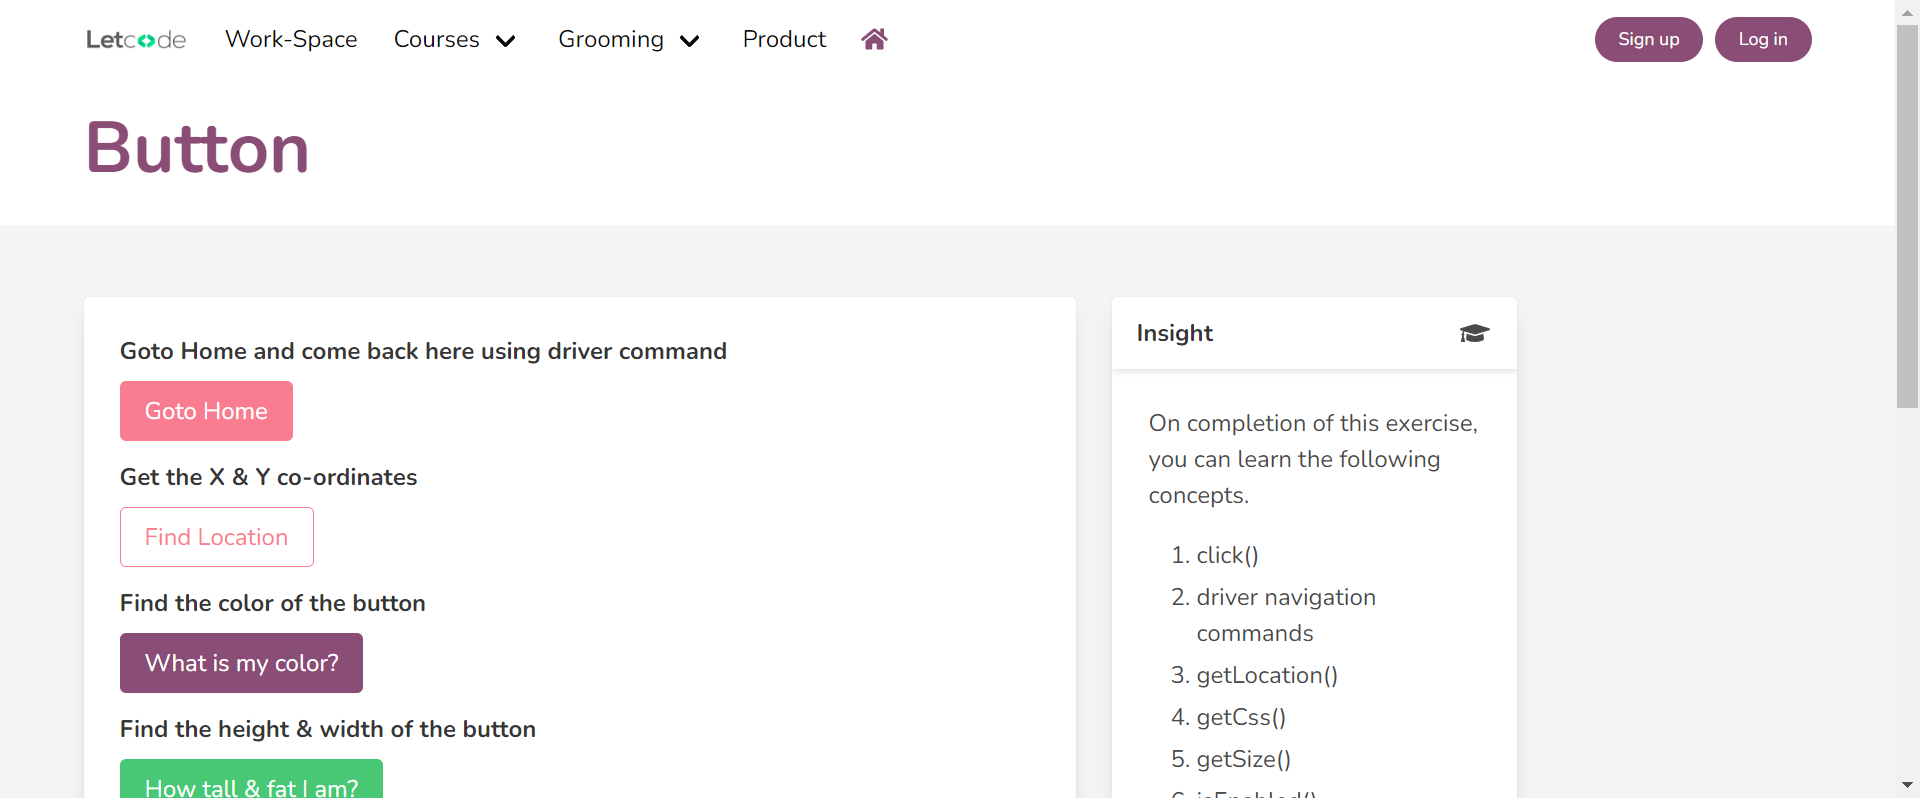 Letcode Work-Space Courses Grooming Product Sign up Log in
Button
Goto Home and come back here using driver command
Goto Home
Get the X & Y co-ordinates
Find Location
Find the color of the button
What is my color?
Find the height & width of the button
How tall & fat I am?
Insight
On completion of this exercise,
you can learn the following
concepts.
1. click()
2. driver navigation
commands
3. getLocation()
4. getCss()
5. getSize()
6. isEnabled()